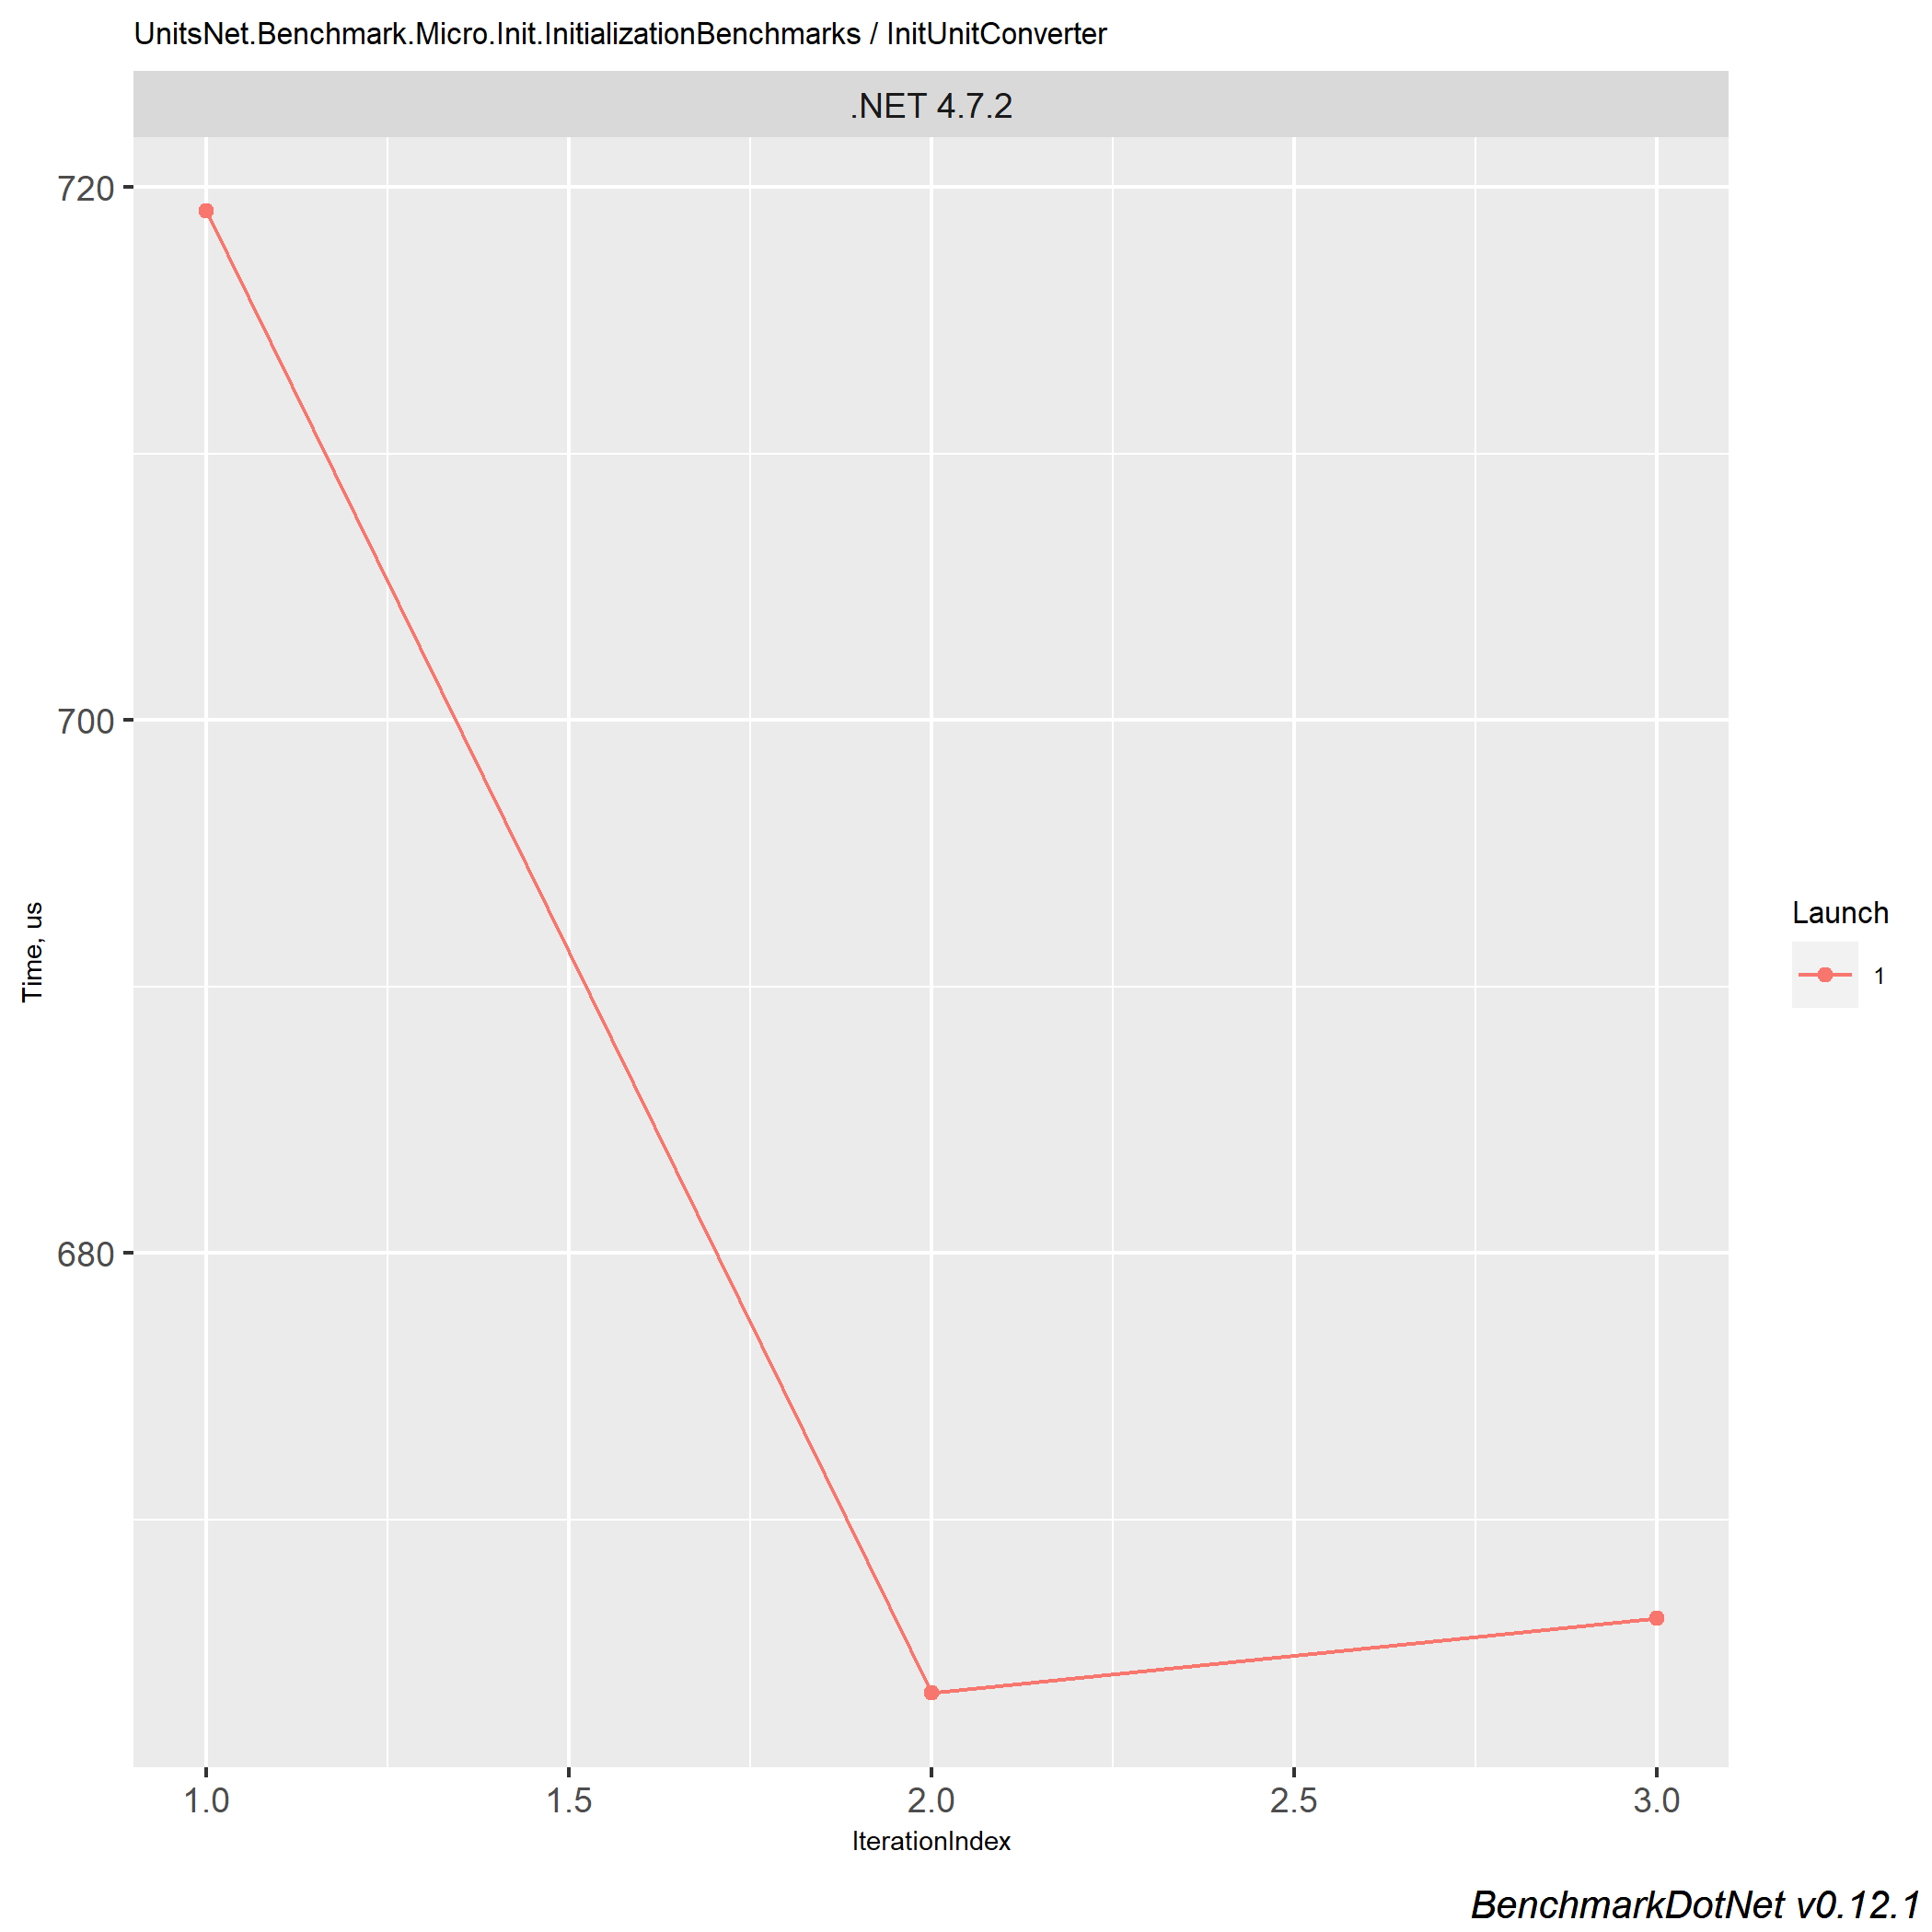 UnitsNet.Benchmark.Micro.Init.InitializationBenchmarks / InitUnitConverter
.NET 4.7.2
720
700
680
Time, us
1.0 1.5 2.0 2.5 3.0
IterationIndex
Launch
1
BenchmarkDotNet v0.12.1